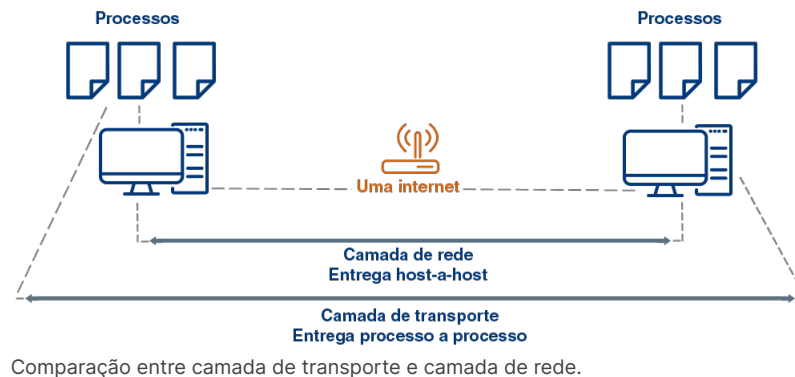 Processos
Processos
Uma internet
Camada de rede
Entrega host-a-host
Camada de transporte
Entrega processo a processo
Comparação entre camada de transporte e camada de rede.